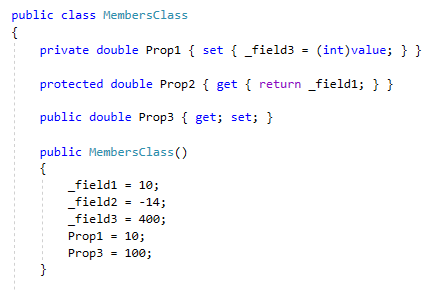 public class MembersClass
{
private double Prop1 { set { _field3 = (int)value; } }
protected double Prop2 { get { return _field1; } }
public double Prop3 { get; set; }
public MembersClass()
{
_field1 = 10;
_field2 = -14;
_field3 = 400;
Prop1 = 10;
Prop3 = 100;
}